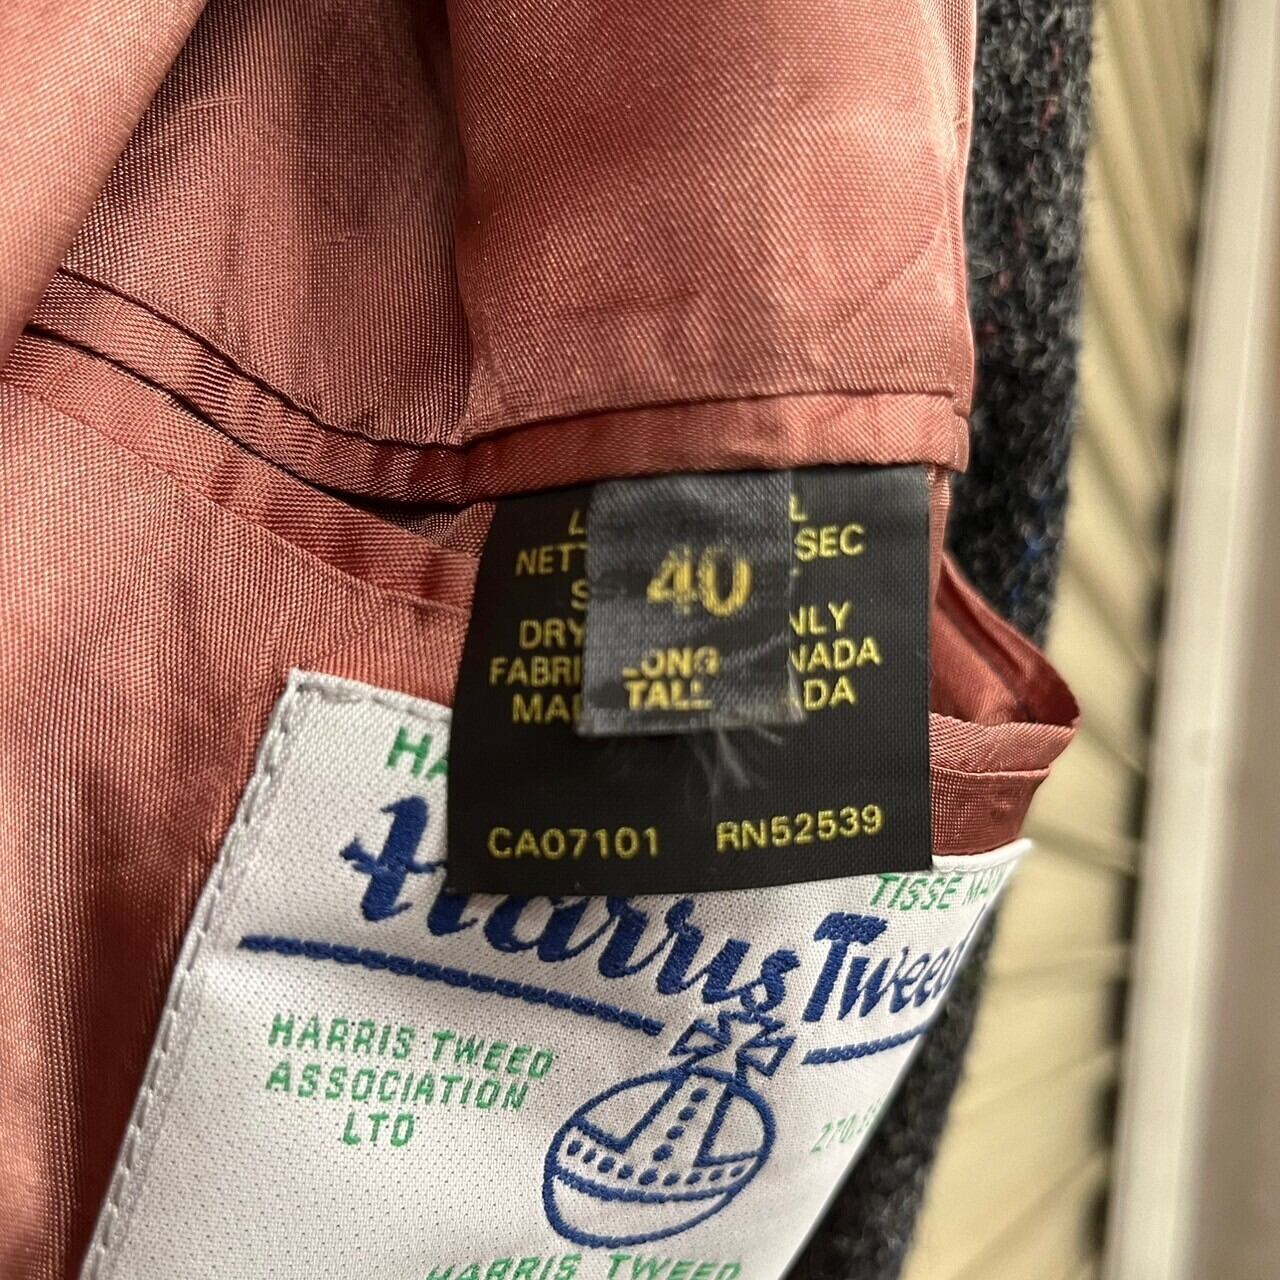 L
NETT
SEC
40
DRY
NLY
FABRI
LONG
NADA
MA
TALL
ADA
CA07101 RN52539
HA
TISSE MA
Harris Tweed
HARRIS TWEED
ASSOCIATION
LTD
HARRIS TWEED